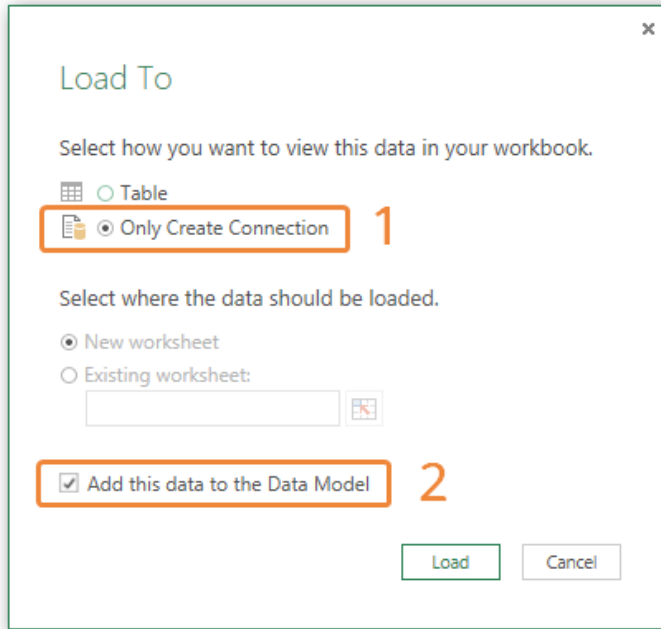 Load To
Select how you want to view this data in your workbook.
Table
Only Create Connection
1
Select where the data should be loaded.
New worksheet
Existing worksheet:
Add this data to the Data Model
2
Load Cancel